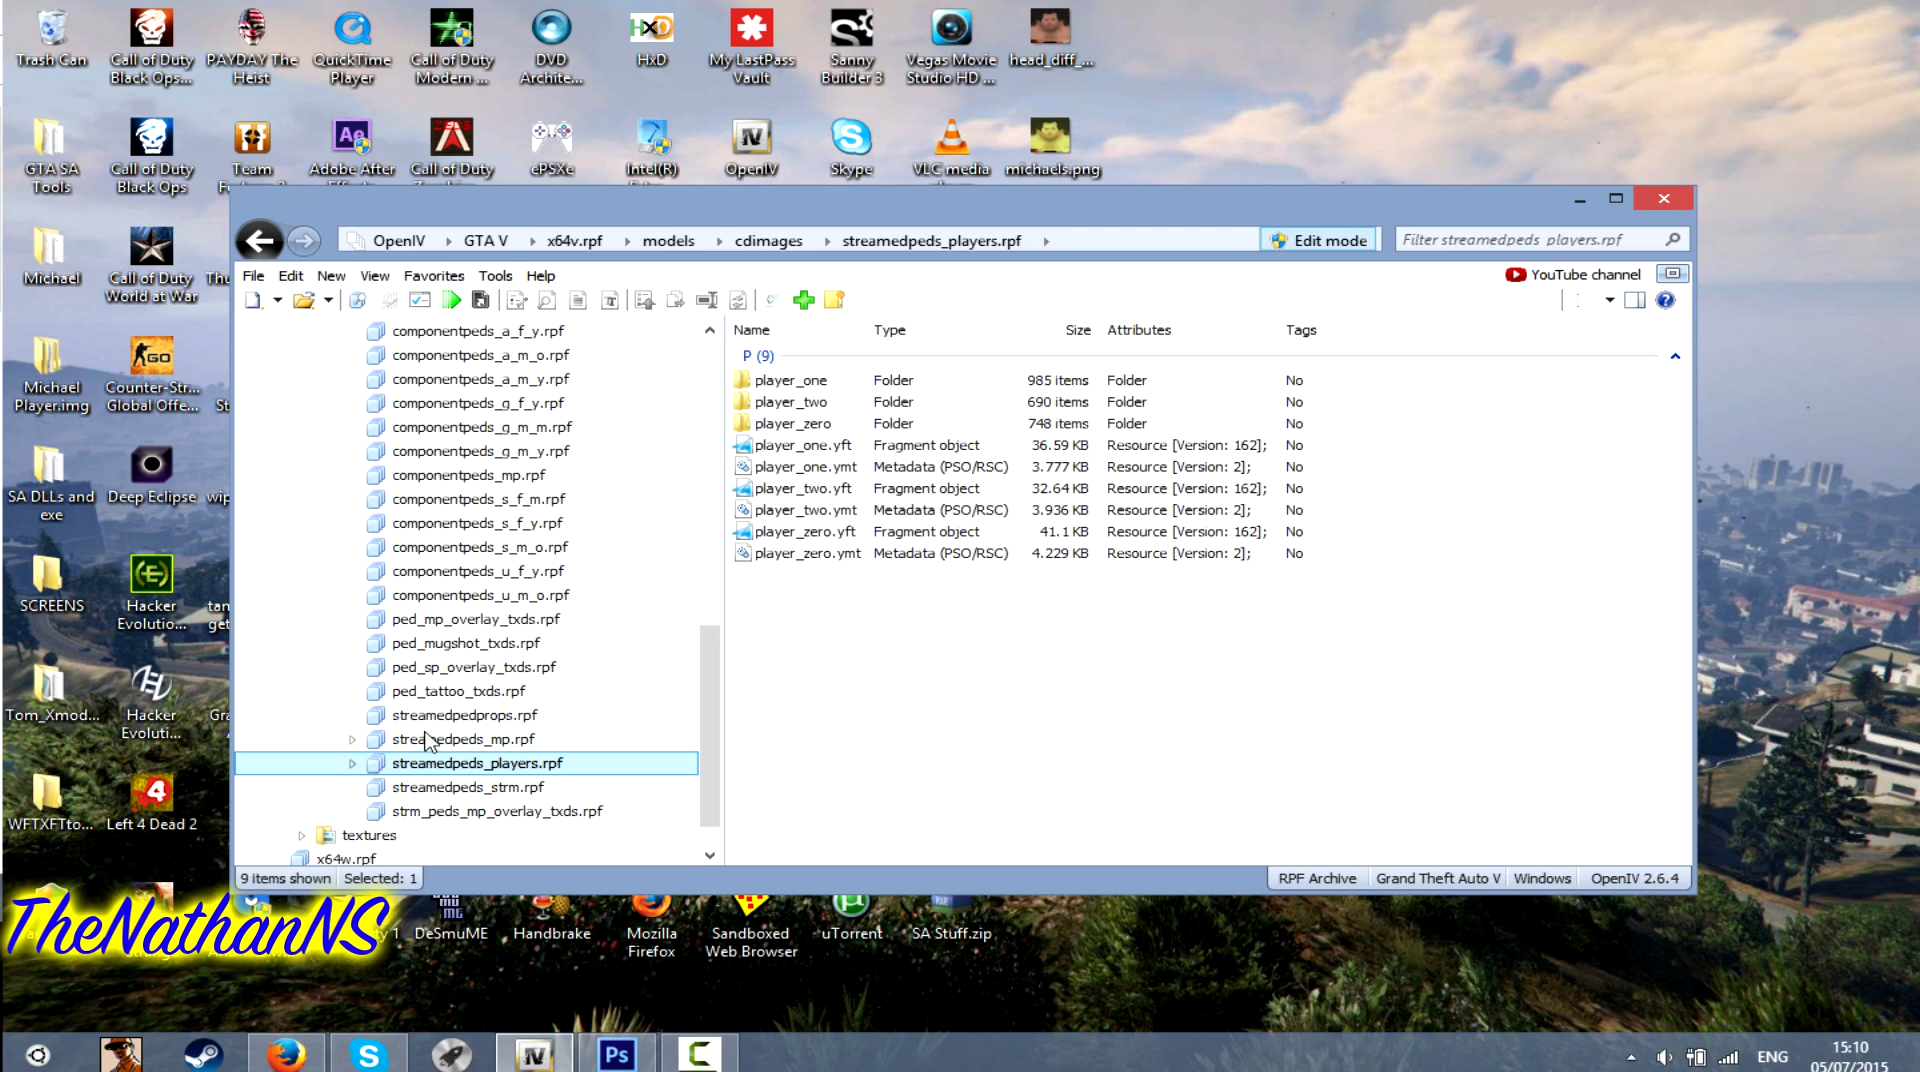 Trash Can
Call of Duty
Black Ops...
PAYDAY The
Heist
QuickTime
Player
Call of Duty
Modern ...
DVD
Archite...
HxD
My LastPass
Vault
Sanny
Builder 3
Vegas Movie
Studio HD ...
head_diff_...
GTA SA
Tools
Call of Duty
Black Ops
Team
Adobe After
Call of Duty
ePSXe
Intel(R)
OpenIV
Skype
VLC media
michaels.png
OpenIV
GTA V
x64v.rpf
models
cdimages
streamedpeds_players.rpf
Edit mode
Filter streamedpeds_players.rpf
File Edit New View Favorites Tools Help
YouTube channel
Michael
Call of Duty
World at War
Michael
Player.img
Counter-Str...
Global Offe...
SA DLLs and
exe
Deep Eclipse
SCREENS
Hacker
Evolutio...
Tom_Xmod...
Hacker
Evoluti...
WFTXFTto...
Left 4 Dead 2
componentpeds_a_f_y.rpf
componentpeds_a_m_o.rpf
componentpeds_a_m_y.rpf
componentpeds_g_f_y.rpf
componentpeds_g_m_m.rpf
componentpeds_g_m_y.rpf
componentpeds_mp.rpf
componentpeds_s_f_m.rpf
componentpeds_s_f_y.rpf
componentpeds_s_m_o.rpf
componentpeds_u_f_y.rpf
componentpeds_u_m_o.rpf
ped_mp_overlay_txds.rpf
ped_mugshot_txds.rpf
ped_sp_overlay_txds.rpf
ped_tattoo_txds.rpf
streamedpedprops.rpf
streamedpeds_mp.rpf
streamedpeds_players.rpf
streamedpeds_strm.rpf
strm_peds_mp_overlay_txds.rpf
textures
x64w.rpf
Name Type Size Attributes Tags
P (9)
player_one Folder 985 items Folder No
player_two Folder 690 items Folder No
player_zero Folder 748 items Folder No
player_one.yft Fragment object 36.59 KB Resource [Version: 162]; No
player_one.ymt Metadata (PSO/RSC) 3.777 KB Resource [Version: 2]; No
player_two.yft Fragment object 32.64 KB Resource [Version: 162]; No
player_two.ymt Metadata (PSO/RSC) 3.936 KB Resource [Version: 2]; No
player_zero.yft Fragment object 41.1 KB Resource [Version: 162]; No
player_zero.ymt Metadata (PSO/RSC) 4.229 KB Resource [Version: 2]; No
9 items shown Selected: 1
RPF Archive Grand Theft Auto V Windows OpenIV 2.6.4
TheNathanNS
DeSmuME
Handbrake
Mozilla
Firefox
Sandboxed
Web Browser
uTorrent
SA Stuff.zip
ENG
15:10
05/07/2015